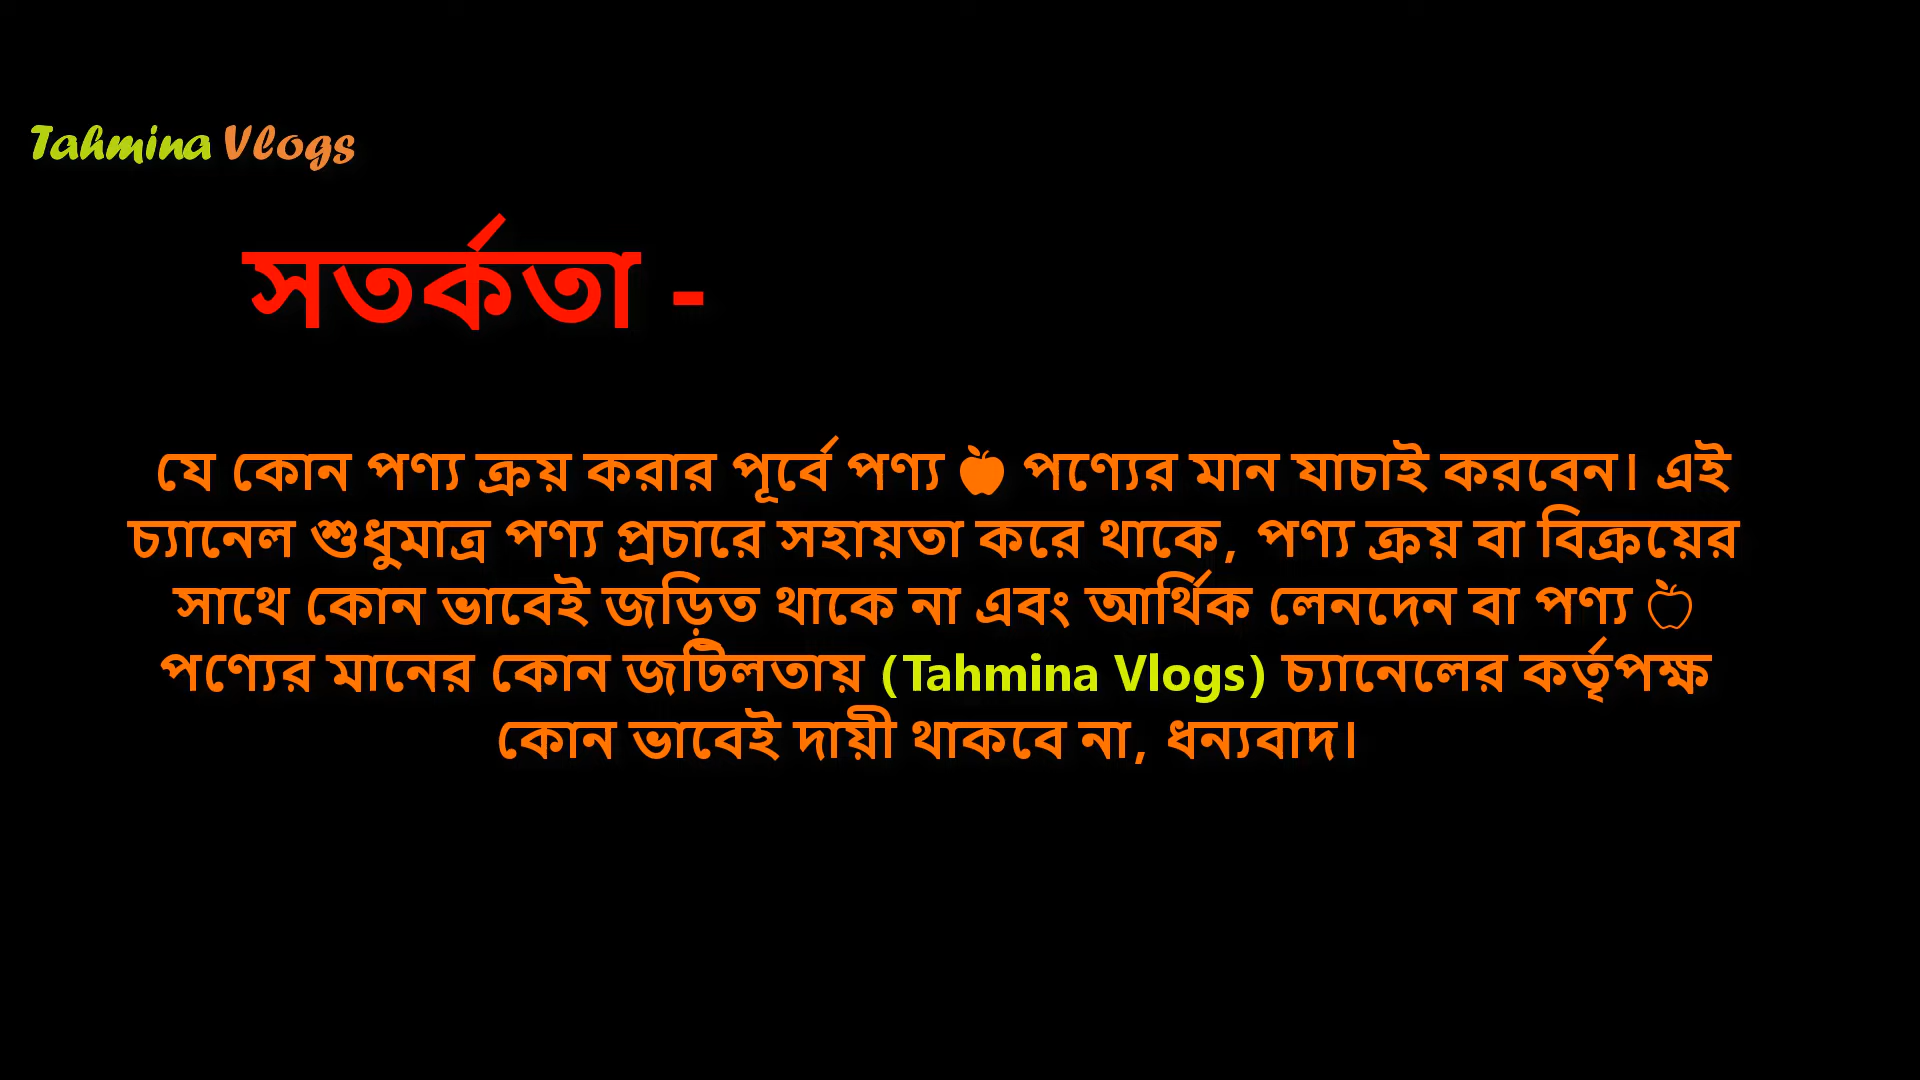 Tahmina Vlogs
সতর্কতা -
যে কোন পণ্য ক্রয় করার পূর্বে পণ্য 🍎 পণ্যের মান যাচাই করবেন। এই
চ্যানেল শুধুমাত্র পণ্য প্রচারে সহায়তা করে থাকে, পণ্য ক্রয় বা বিক্রয়ের
সাথে কোন ভাবেই জড়িত থাকে না এবং আর্থিক লেনদেন বা পণ্য 🍎
পণ্যের মানের কোন জটিলতায় (Tahmina Vlogs) চ্যানেলের কর্তৃপক্ষ
কোন ভাবেই দায়ী থাকবে না, ধন্যবাদ।